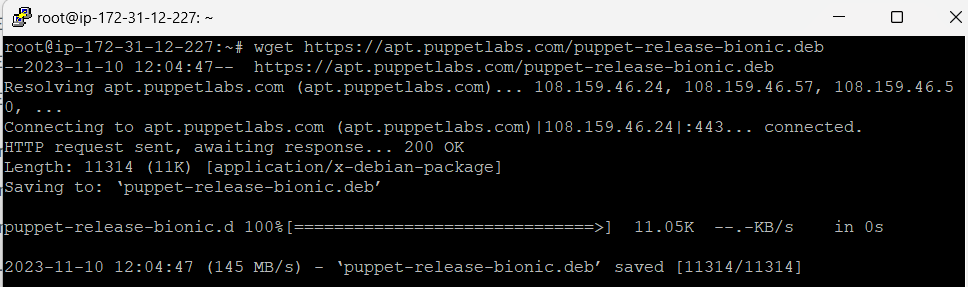 root@ip-172-31-12-227: ~
root@ip-172-31-12-227:~# wget https://apt.puppetlabs.com/puppet-release-bionic.deb
--2023-11-10 12:04:47--  https://apt.puppetlabs.com/puppet-release-bionic.deb
Resolving apt.puppetlabs.com (apt.puppetlabs.com)... 108.159.46.24, 108.159.46.57, 108.159.46.5
0, ...
Connecting to apt.puppetlabs.com (apt.puppetlabs.com)|108.159.46.24|:443... connected.
HTTP request sent, awaiting response... 200 OK
Length: 11314 (11K) [application/x-debian-package]
Saving to: ‘puppet-release-bionic.deb’
puppet-release-bionic.d 100%[==============================>]  11.05K  --.-KB/s    in 0s
2023-11-10 12:04:47 (145 MB/s) - ‘puppet-release-bionic.deb’ saved [11314/11314]